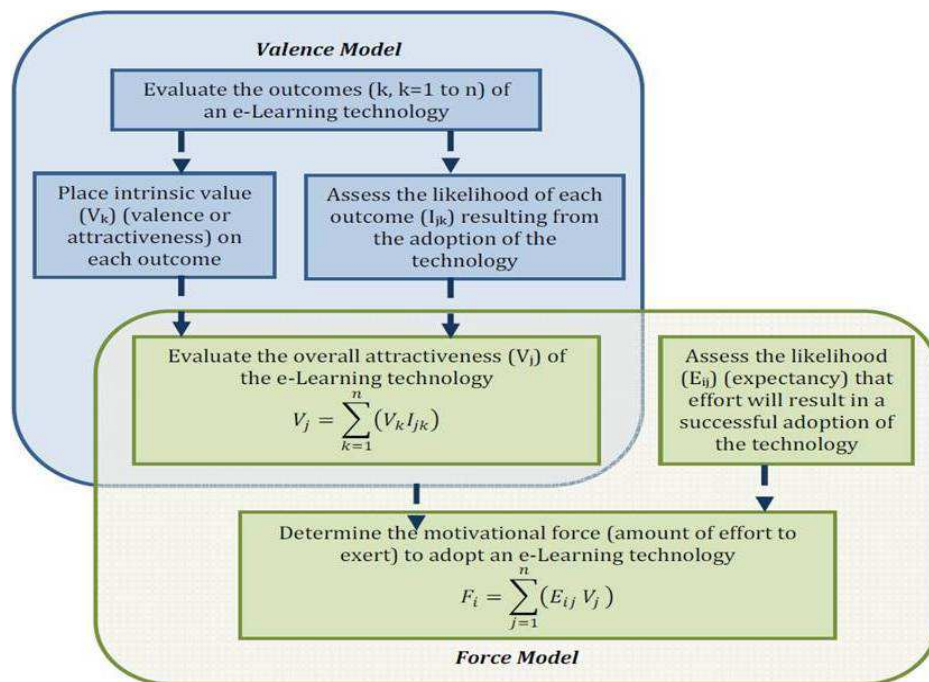 Valence Model
Evaluate the outcomes (k, k=1 to n) of
an e-Learning technology
Place intrinsic value
(Vₖ) (valence or
attractiveness) on
each outcome
Assess the likelihood of each
outcome (Iⱼₖ) resulting from
the adoption of the
technology
Evaluate the overall attractiveness (Vⱼ) of
the e-Learning technology
Vⱼ = ∑ₖ₌₁ⁿ (VₖIⱼₖ)
Assess the likelihood
(Eᵢⱼ) (expectancy) that
effort will result in a
successful adoption of
the technology
Determine the motivational force (amount of effort to
exert) to adopt an e-Learning technology
Fᵢ = ∑ⱼ₌₁ⁿ (Eᵢⱼ Vⱼ)
Force Model